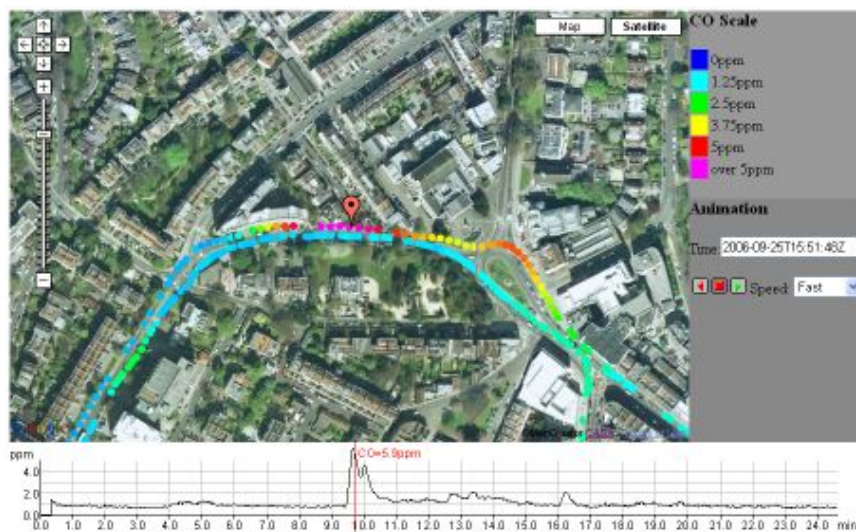 Map Satellite
CO Scale
0ppm
1.25ppm
2.5ppm
3.75ppm
5ppm
over 5ppm
Animation
Time: 2006-09-25T15:51:46Z
Speed: Fast
ppm
CO=5.9ppm
4.0
2.0
0.0
0.0 1.0 2.0 3.0 4.0 5.0 6.0 7.0 8.0 9.0 10.0 11.0 12.0 13.0 14.0 15.0 16.0 17.0 18.0 19.0 20.0 21.0 22.0 23.0 24.0